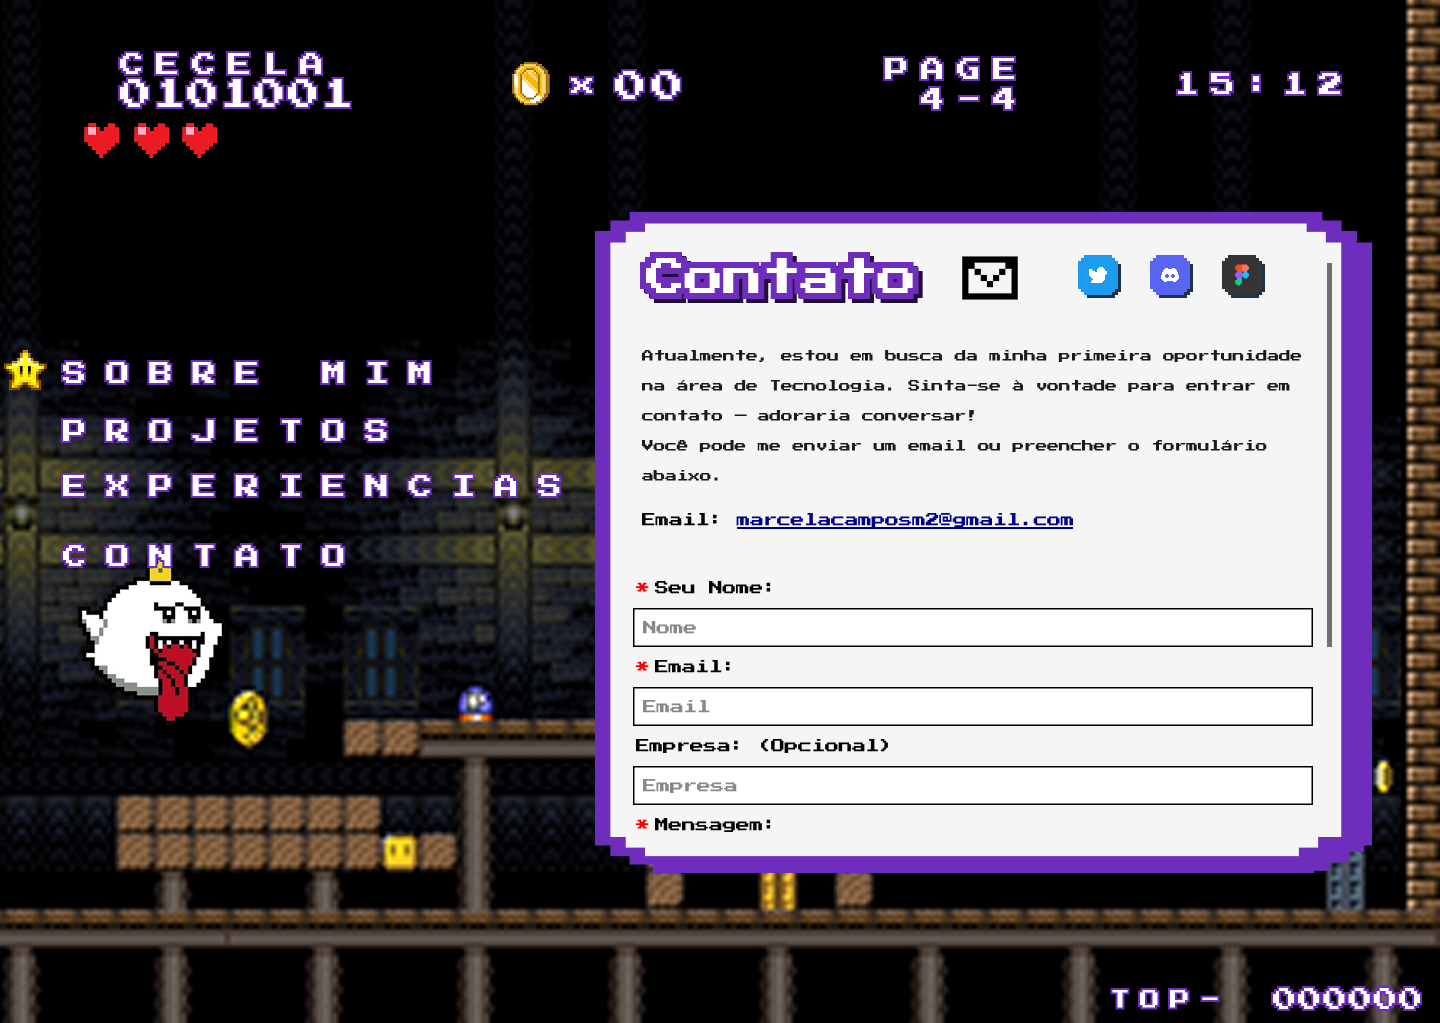 CECELA
0101001
x 00
PAGE
4-4
15:12
SOBRE MIM
PROJETOS
EXPERIENCIAS
CONTATO
Contato
Atualmente, estou em busca da minha primeira oportunidade
na área de Tecnologia. Sinta-se à vontade para entrar em
contato — adoraria conversar!
Você pode me enviar um email ou preencher o formulário
abaixo.
Email: marcelacamposm2@gmail.com
* Seu Nome:
Nome
* Email:
Email
Empresa: (Opcional)
Empresa
* Mensagem:
TOP- 000000